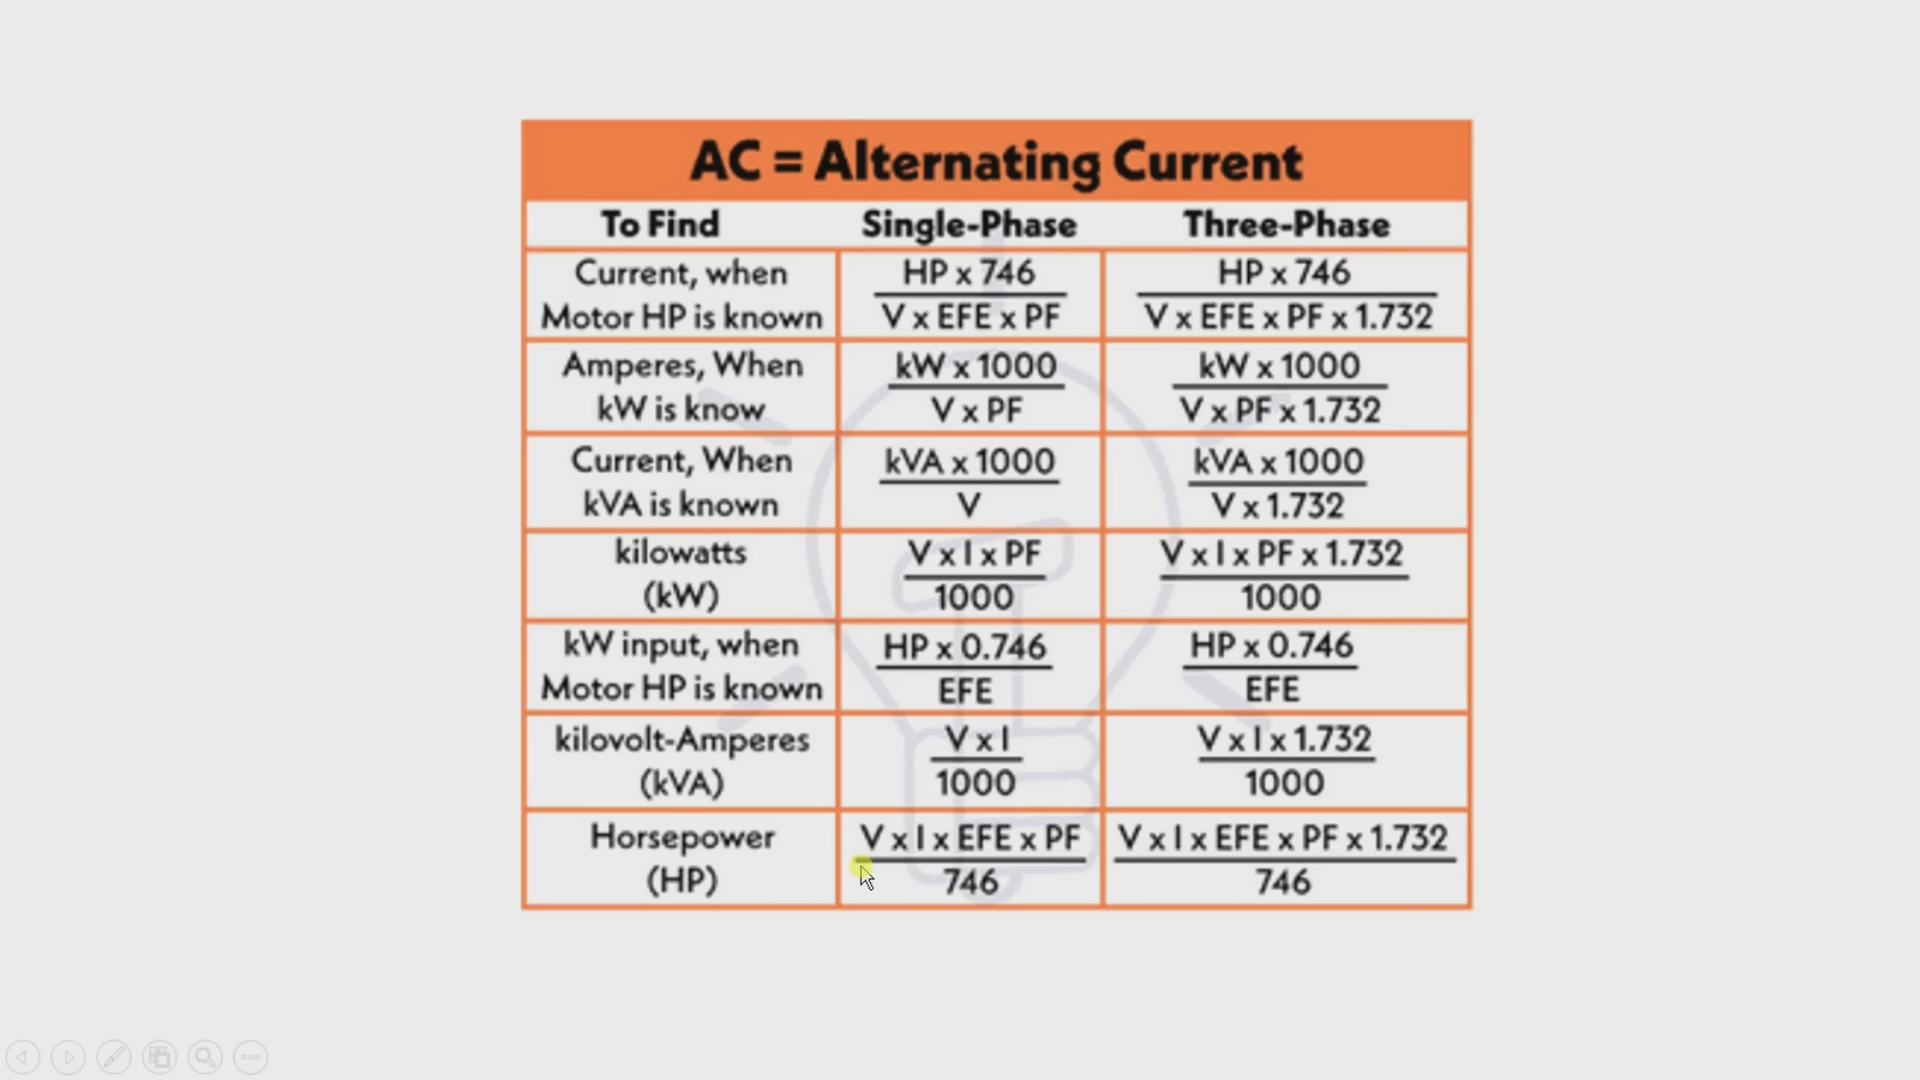 AC = Alternating Current
To Find Single-Phase Three-Phase
Current, when
Motor HP is known
HP x 746
V x EFE x PF
HP x 746
V x EFE x PF x 1.732
Amperes, When
kW is know
kW x 1000
V x PF
kW x 1000
V x PF x 1.732
Current, When
kVA is known
kVA x 1000
V
kVA x 1000
V x 1.732
kilowatts
(kW)
V x I x PF
1000
V x I x PF x 1.732
1000
kW input, when
Motor HP is known
HP x 0.746
EFE
HP x 0.746
EFE
kilovolt-Amperes
(kVA)
V x I
1000
V x I x 1.732
1000
Horsepower
(HP)
V x I x EFE x PF
746
V x I x EFE x PF x 1.732
746